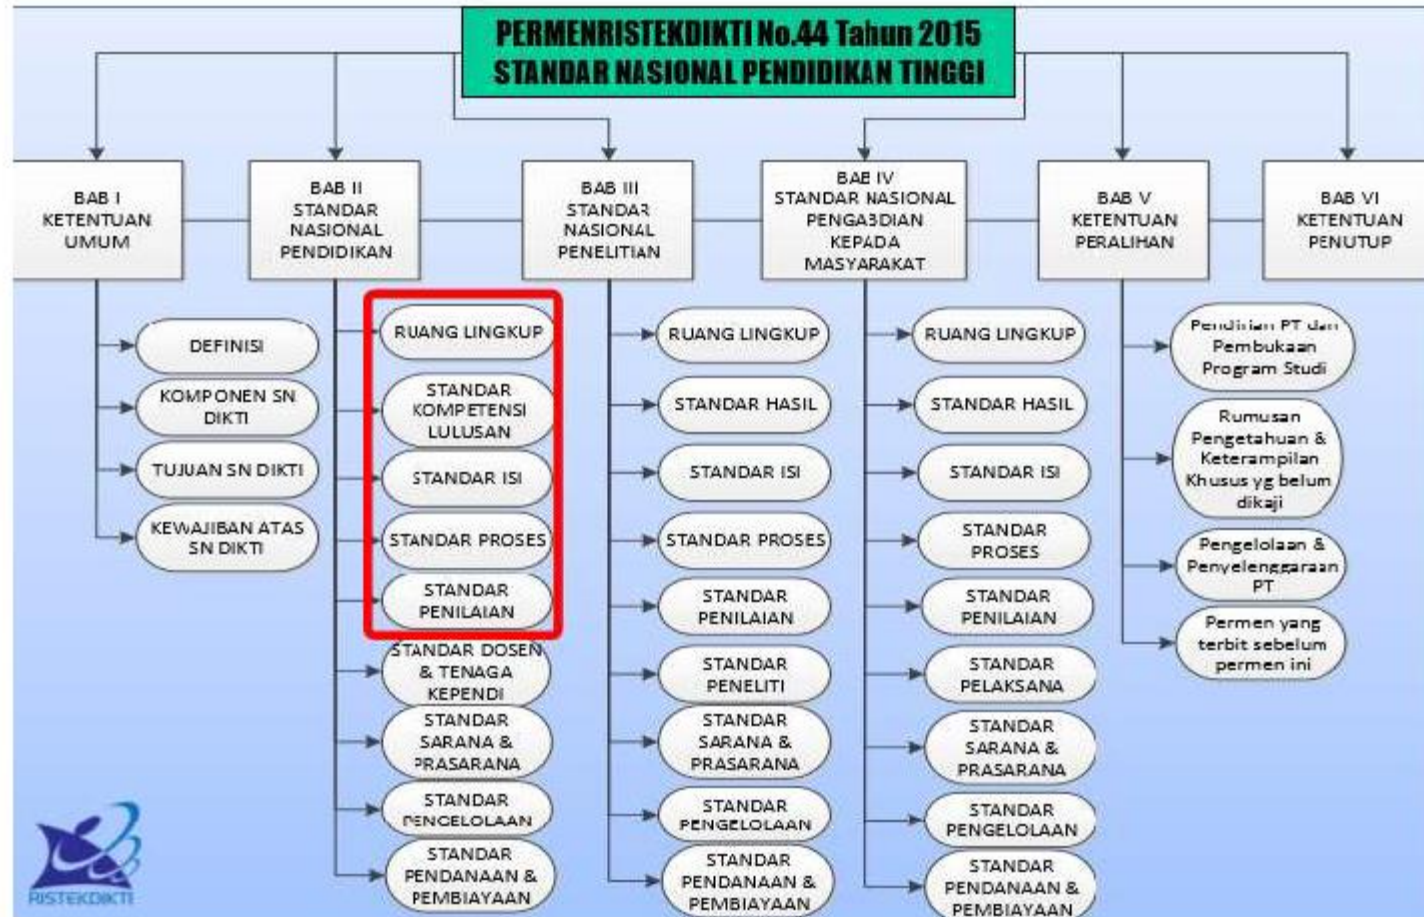 PERMENRISTEKDIKTI No.44 Tahun 2015
STANDAR NASIONAL PENDIDIKAN TINGGI
BAB I
KETENTUAN
UMUM
DEFINISI
KOMPONEN SN
DIKTI
TUJUAN SN DIKTI
KEWAJIBAN ATAS
SN DIKTI
BAB II
STANDAR
NASIONAL
PENDIDIKAN
RUANG LINGKUP
STANDAR
KOMPETENSI
LULUSAN
STANDAR ISI
STANDAR PROSES
STANDAR
PENILAIAN
STANDAR DOSEN
& TENAGA
KEPENDI
STANDAR
SARANA &
PRASARANA
STANDAR
PENGELOLAAN
STANDAR
PENDANAAN &
PEMBIAYAAN
BAB III
STANDAR
NASIONAL
PENELITIAN
RUANG LINGKUP
STANDAR HASIL
STANDAR ISI
STANDAR PROSES
STANDAR
PENILAIAN
STANDAR
PENELITI
STANDAR
SARANA &
PRASARANA
STANDAR
PENGELOLAAN
STANDAR
PENDANAAN &
PEMBIAYAAN
BAB IV
STANDAR NASIONAL
PENGABDIAN
KEPADA
MASYARAKAT
RUANG LINGKUP
STANDAR HASIL
STANDAR ISI
STANDAR
PROSES
STANDAR
PENILAIAN
STANDAR
PELAKSANA
STANDAR
SARANA &
PRASARANA
STANDAR
PENGELOLAAN
STANDAR
PENDANAAN &
PEMBIAYAAN
BAB V
KETENTUAN
PERALIHAN
Pendirian PT dan
Pembukaan
Program Studi
Rumusan
Pengetahuan &
Keterampilan
Khusus yg belum
dikaji
Pengelolaan &
Penyelenggaraan
PT
Permen yang
terbit sebelum
permen ini
BAB VI
KETENTUAN
PENUTUP
RISTEKDIKTI